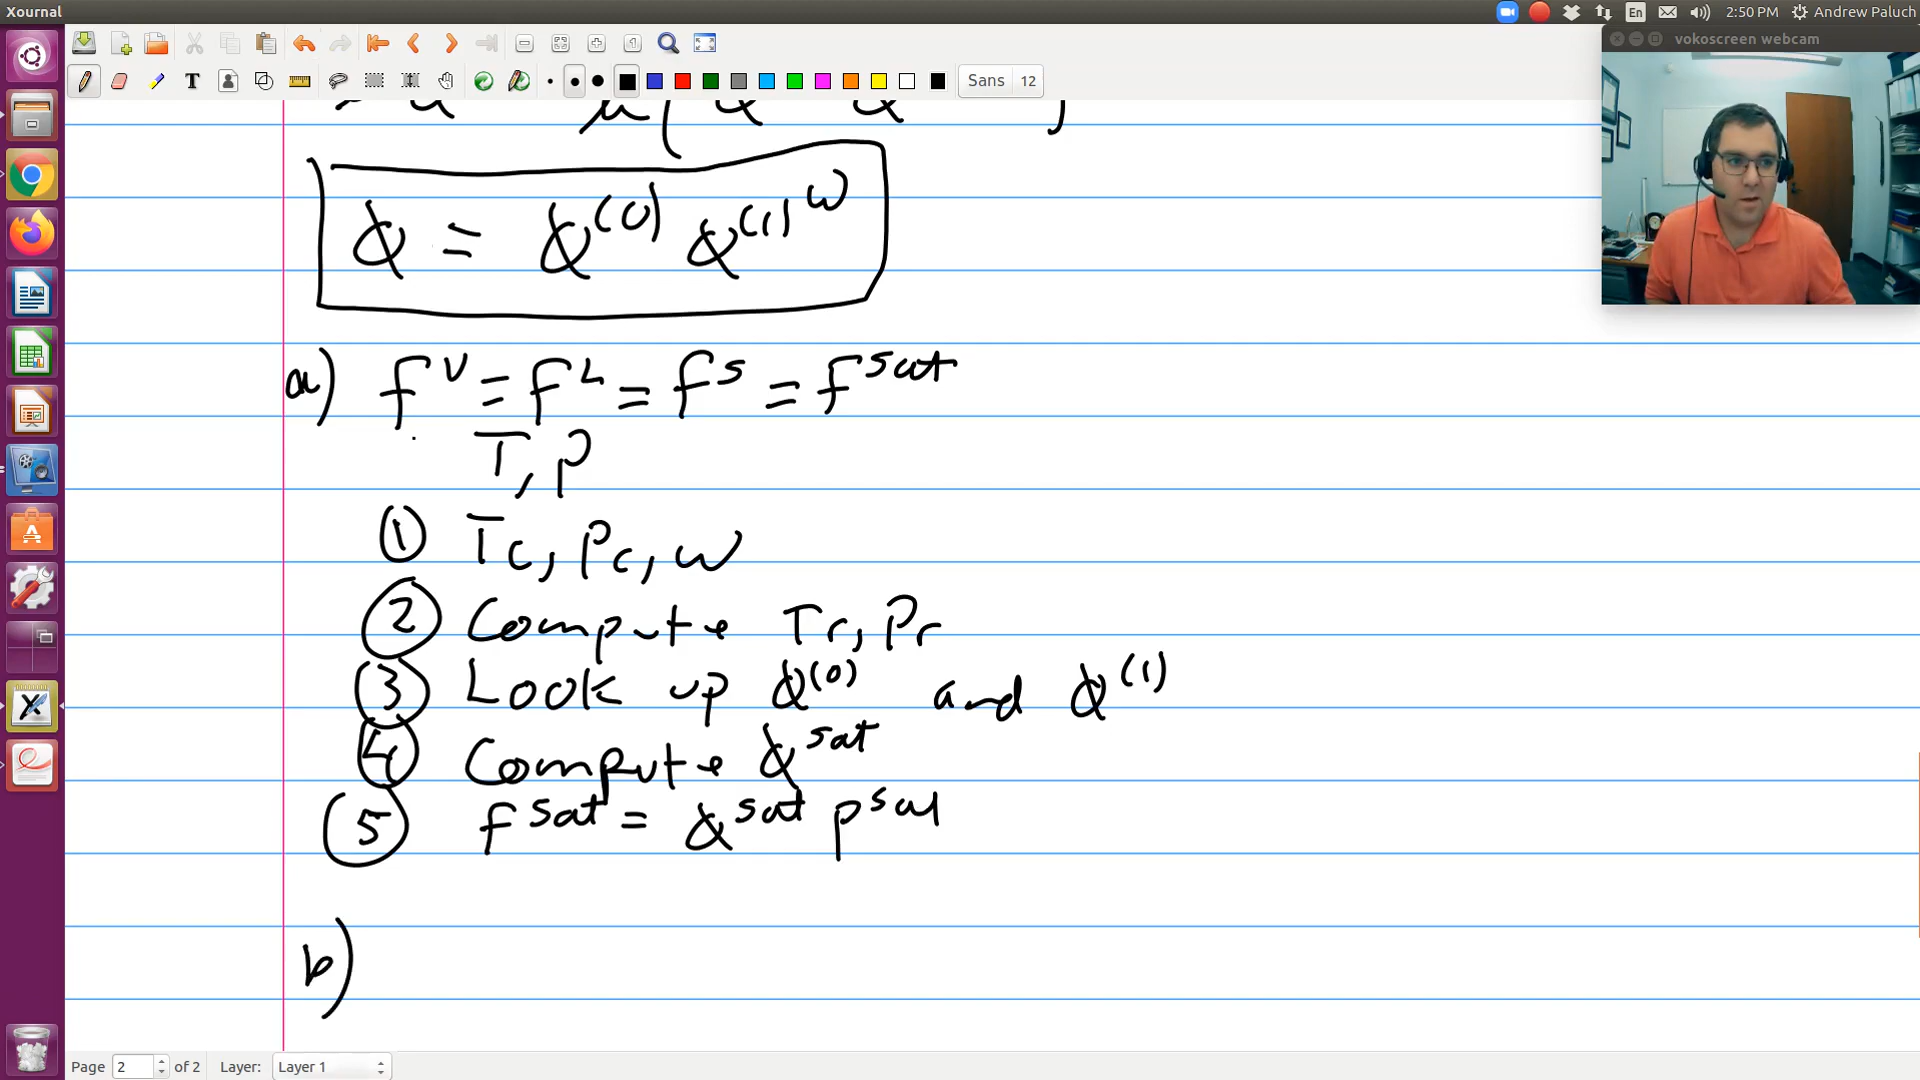 Xournal
En
2:50 PM
Andrew Paluch
vokoscreen webcam
Sans 12
ϕ = ϕ^(0) ϕ^(1)^ω
a) f^V = f^L = f^S = f^sat
T, P
① Tc, Pc, ω
② Compute Tr, Pr
③ Look up ϕ^(0) and ϕ^(1)
④ Compute ϕ^sat
⑤ f^sat = ϕ^sat P^sat
b)
Page 2 of 2 Layer: Layer 1